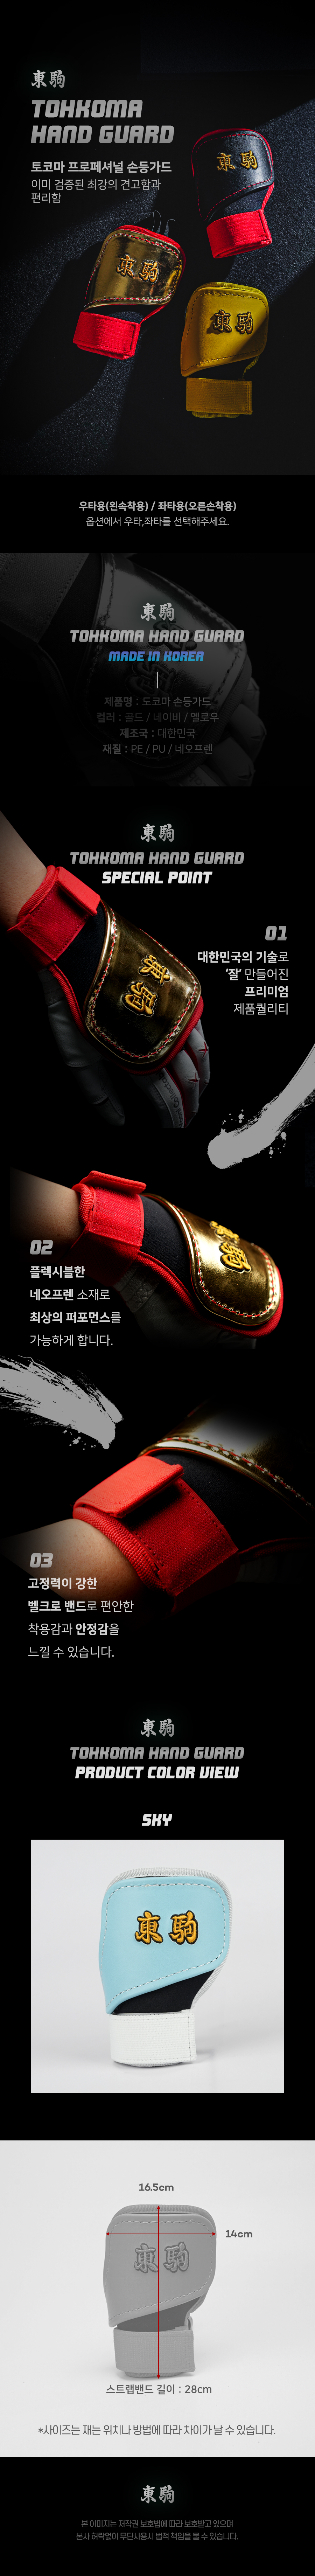 東駒
TOHKOMA
HAND GUARD
토코마 프로페셔널 손등가드
이미 검증된 최강의 견고함과
편리함
東駒
東駒
東駒
우타용(왼속착용) / 좌타용(오른손착용)
옵션에서 우타,좌타를 선택해주세요.
東駒
TOHKOMA HAND GUARD
MADE IN KOREA
제품명 : 도코마 손등가드
컬러 : 골드 / 네이비 / 옐로우
제조국 : 대한민국
재질 : PE / PU / 네오프렌
東駒
TOHKOMA HAND GUARD
SPECIAL POINT
01
대한민국의 기술로
‘잘’ 만들어진
프리미엄
제품퀄리티
東駒
02
플렉시블한
네오프렌 소재로
최상의 퍼포먼스를
가능하게 합니다.
東駒
03
고정력이 강한
벨크로 밴드로 편안한
착용감과 안정감을
느낄 수 있습니다.
東駒
TOHKOMA HAND GUARD
PRODUCT COLOR VIEW
SKY
東駒
16.5cm
14cm
東駒
스트랩밴드 길이 : 28cm
*사이즈는 재는 위치나 방법에 따라 차이가 날 수 있습니다.
東駒
본 이미지는 저작권 보호법에 따라 보호받고 있으며
본사 허락없이 무단사용시 법적 책임을 물 수 있습니다.